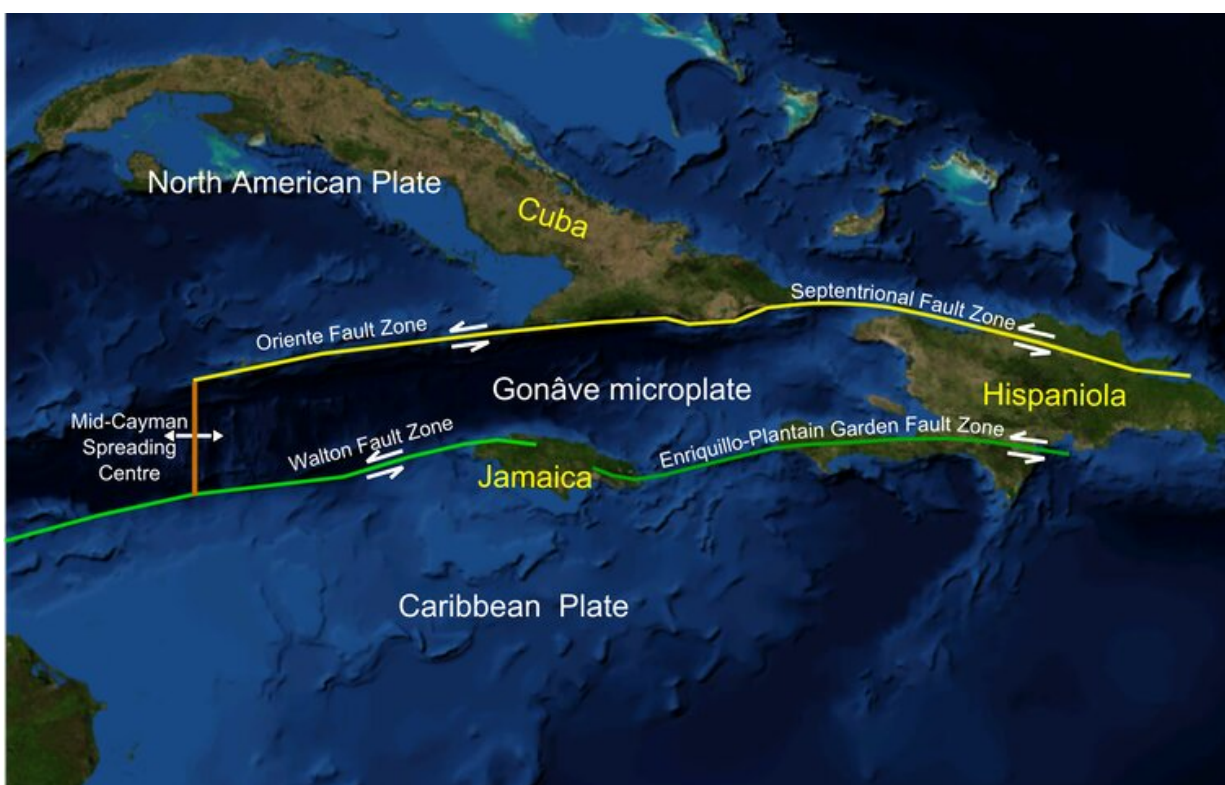 North American Plate
Cuba
Septentrional Fault Zone
Oriente Fault Zone
Gonâve microplate
Hispaniola
Mid-Cayman
Spreading
Centre
Walton Fault Zone
Enriquillo-Plantain Garden Fault Zone
Jamaica
Caribbean Plate